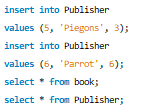 insert into Publisher
values (5, 'Piegons', 3);
insert into Publisher
values (6, 'Parrot', 6);
select * from book;
select * from Publisher;